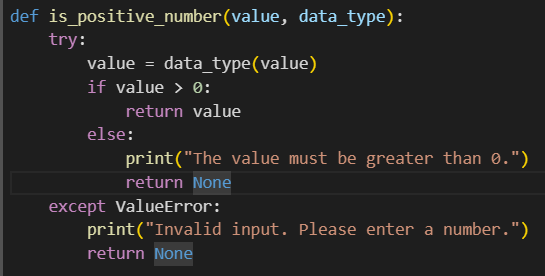 def is_positive_number(value, data_type):
    try:
        value = data_type(value)
        if value > 0:
            return value
        else:
            print("The value must be greater than 0.")
            return None
    except ValueError:
        print("Invalid input. Please enter a number.")
        return None